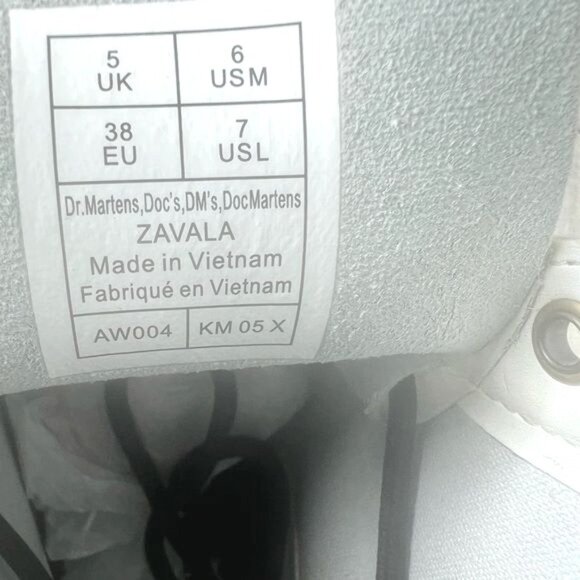 5 UK
6 USM
38 EU
7 USL
Dr.Martens,Doc's,DM's,DocMartens
ZAVALA
Made in Vietnam
Fabriqué en Vietnam
AW004
KM 05 X